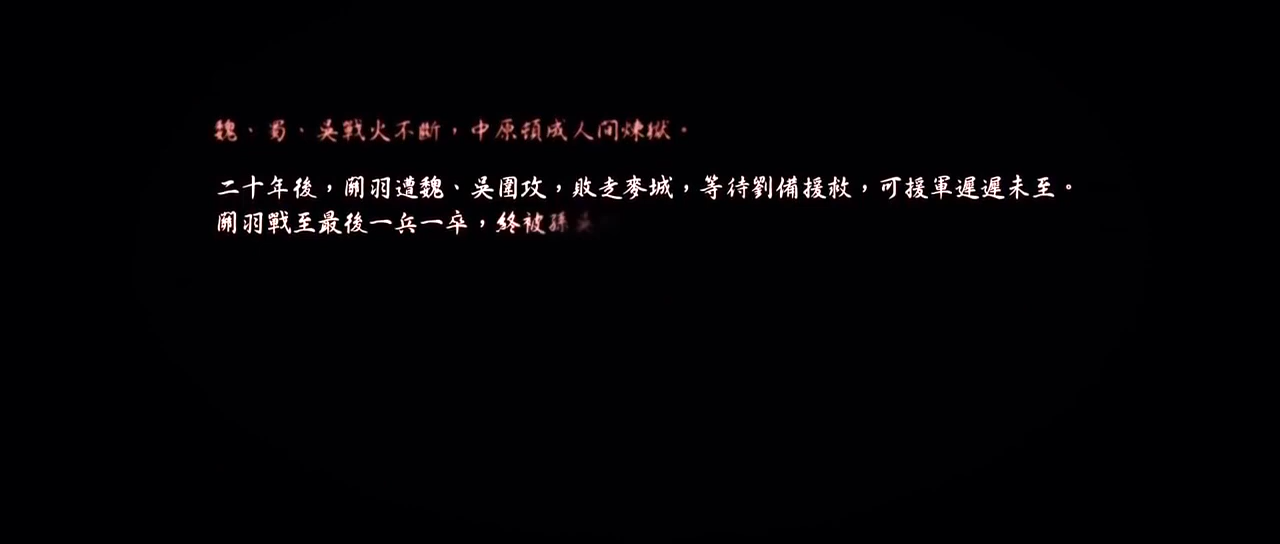 魏、蜀、吳戰火不斷，中原頓成人間煉獄。
二十年後，關羽遭魏、吳圍攻，敗走麥城，等待劉備援救，可援軍遲遲未至。
關羽戰至最後一兵一卒，終被孫吳